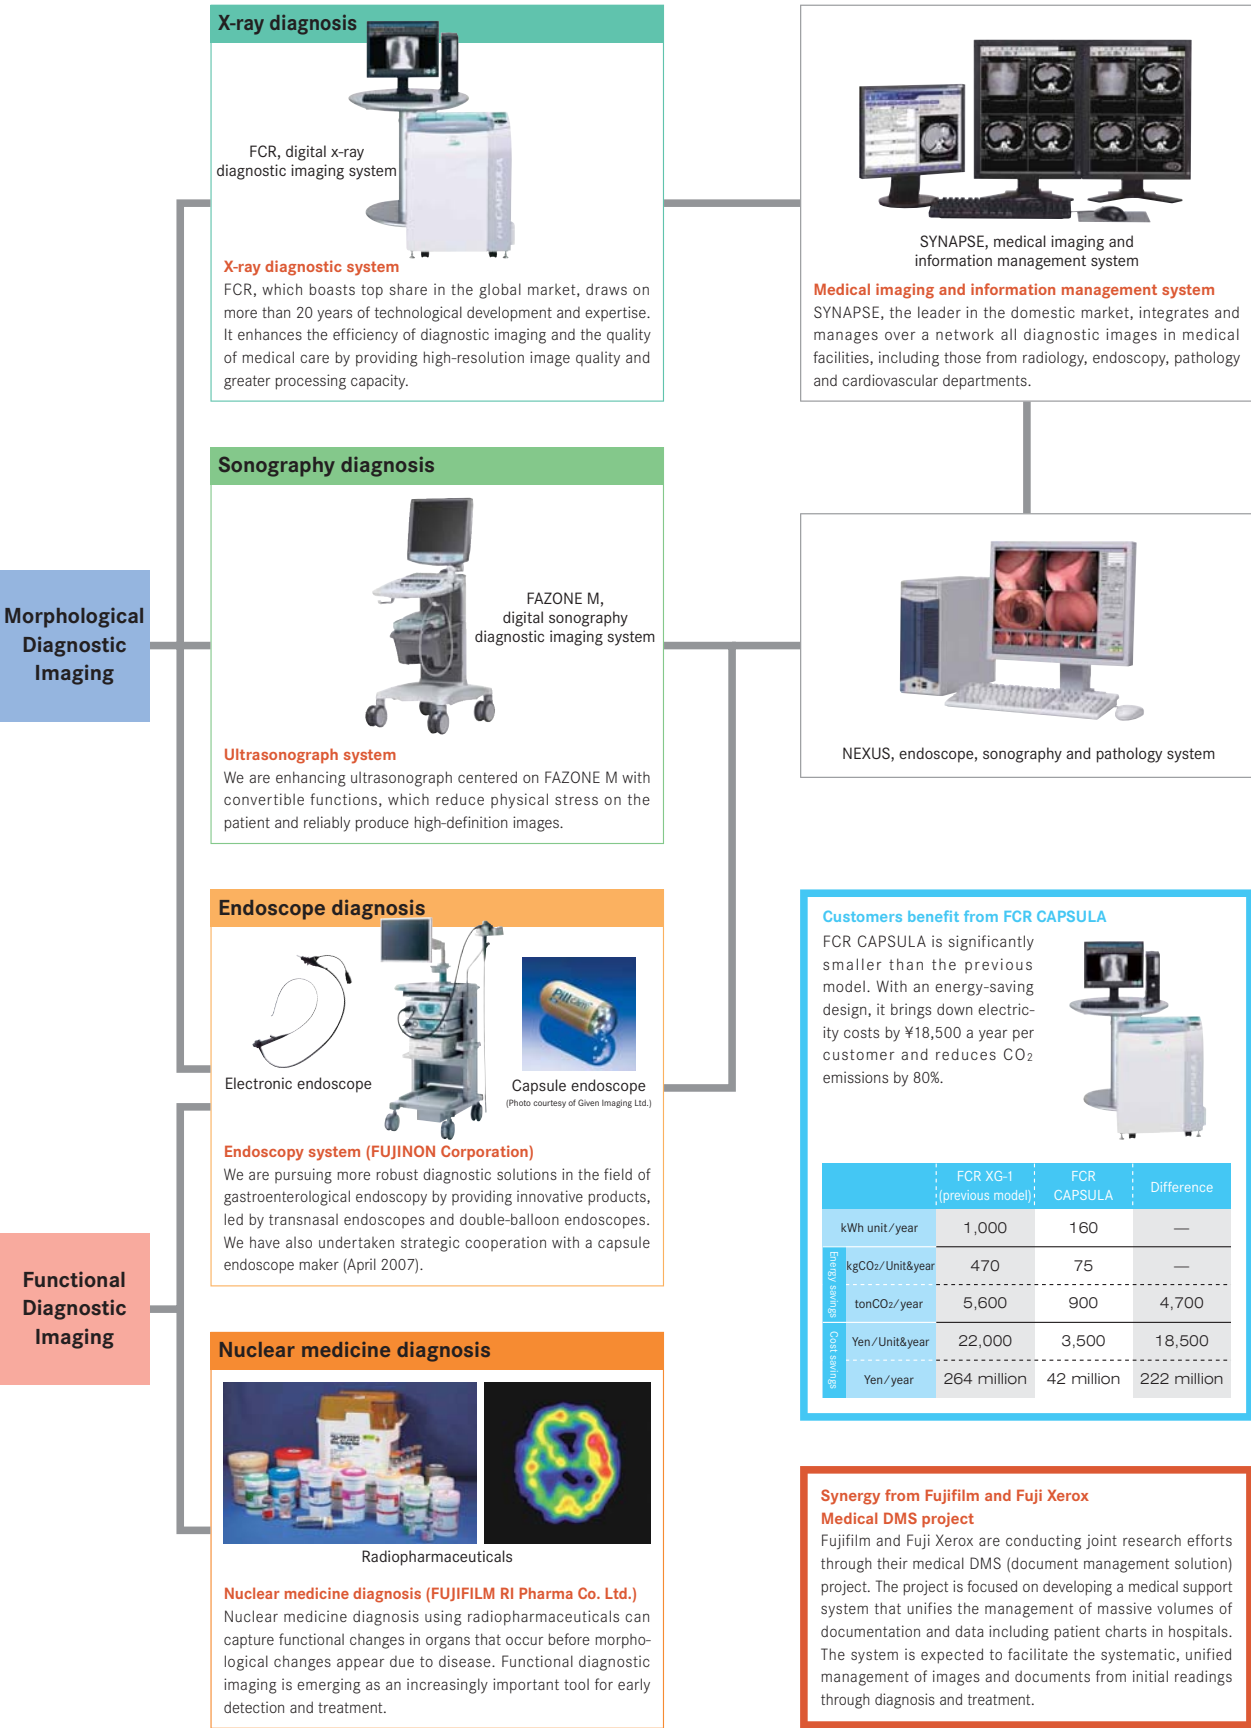 Morphological
Diagnostic
Imaging
Functional
Diagnostic
Imaging
X-ray diagnosis
FCR, digital x-ray
diagnostic imaging system
FCR CAPSULA
X-ray diagnostic system
FCR, which boasts top share in the global market, draws on
more than 20 years of technological development and expertise.
It enhances the efficiency of diagnostic imaging and the quality
of medical care by providing high-resolution image quality and
greater processing capacity.
Sonography diagnosis
FAZONE M,
digital sonography
diagnostic imaging system
Ultrasonograph system
We are enhancing ultrasonograph centered on FAZONE M with
convertible functions, which reduce physical stress on the
patient and reliably produce high-definition images.
Endoscope diagnosis
Pillcam
Electronic endoscope
Capsule endoscope
(Photo courtesy of Given Imaging Ltd.)
Endoscopy system (FUJINON Corporation)
We are pursuing more robust diagnostic solutions in the field of
gastroenterological endoscopy by providing innovative products,
led by transnasal endoscopes and double-balloon endoscopes.
We have also undertaken strategic cooperation with a capsule
endoscope maker (April 2007).
Nuclear medicine diagnosis
Radiopharmaceuticals
Nuclear medicine diagnosis (FUJIFILM RI Pharma Co. Ltd.)
Nuclear medicine diagnosis using radiopharmaceuticals can
capture functional changes in organs that occur before morpho-
logical changes appear due to disease. Functional diagnostic
imaging is emerging as an increasingly important tool for early
detection and treatment.
SYNAPSE, medical imaging and
information management system
Medical imaging and information management system
SYNAPSE, the leader in the domestic market, integrates and
manages over a network all diagnostic images in medical
facilities, including those from radiology, endoscopy, pathology
and cardiovascular departments.
NEXUS, endoscope, sonography and pathology system
Customers benefit from FCR CAPSULA
FCR CAPSULA is significantly
smaller than the previous
model. With an energy-saving
design, it brings down electric-
ity costs by ¥18,500 a year per
customer and reduces CO2
emissions by 80%.
FCR XG-1 (previous model) FCR CAPSULA Difference
kWh unit/year 1,000 160 —
Energy savings
kgCO2/Unit&year 470 75 —
tonCO2/year 5,600 900 4,700
Cost savings
Yen/Unit&year 22,000 3,500 18,500
Yen/year 264 million 42 million 222 million
Synergy from Fujifilm and Fuji Xerox
Medical DMS project
Fujifilm and Fuji Xerox are conducting joint research efforts
through their medical DMS (document management solution)
project. The project is focused on developing a medical support
system that unifies the management of massive volumes of
documentation and data including patient charts in hospitals.
The system is expected to facilitate the systematic, unified
management of images and documents from initial readings
through diagnosis and treatment.